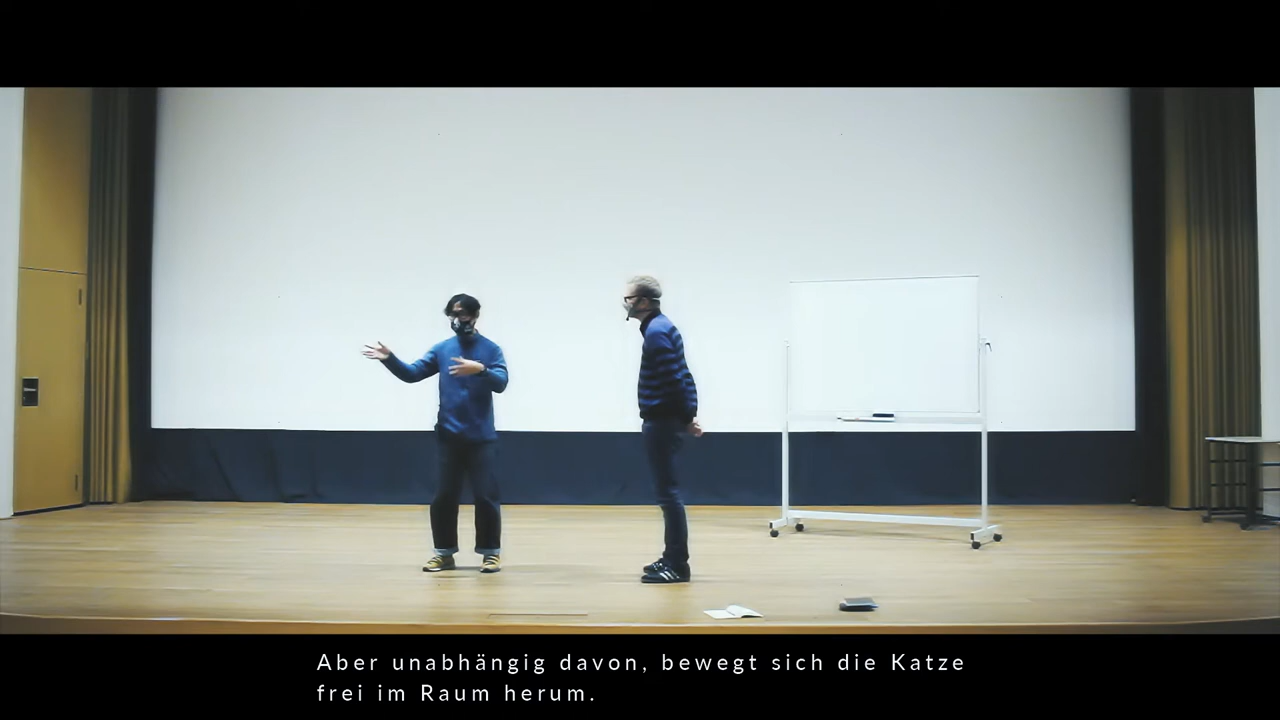 Aber unabhängig davon, bewegt sich die Katze
frei im Raum herum.